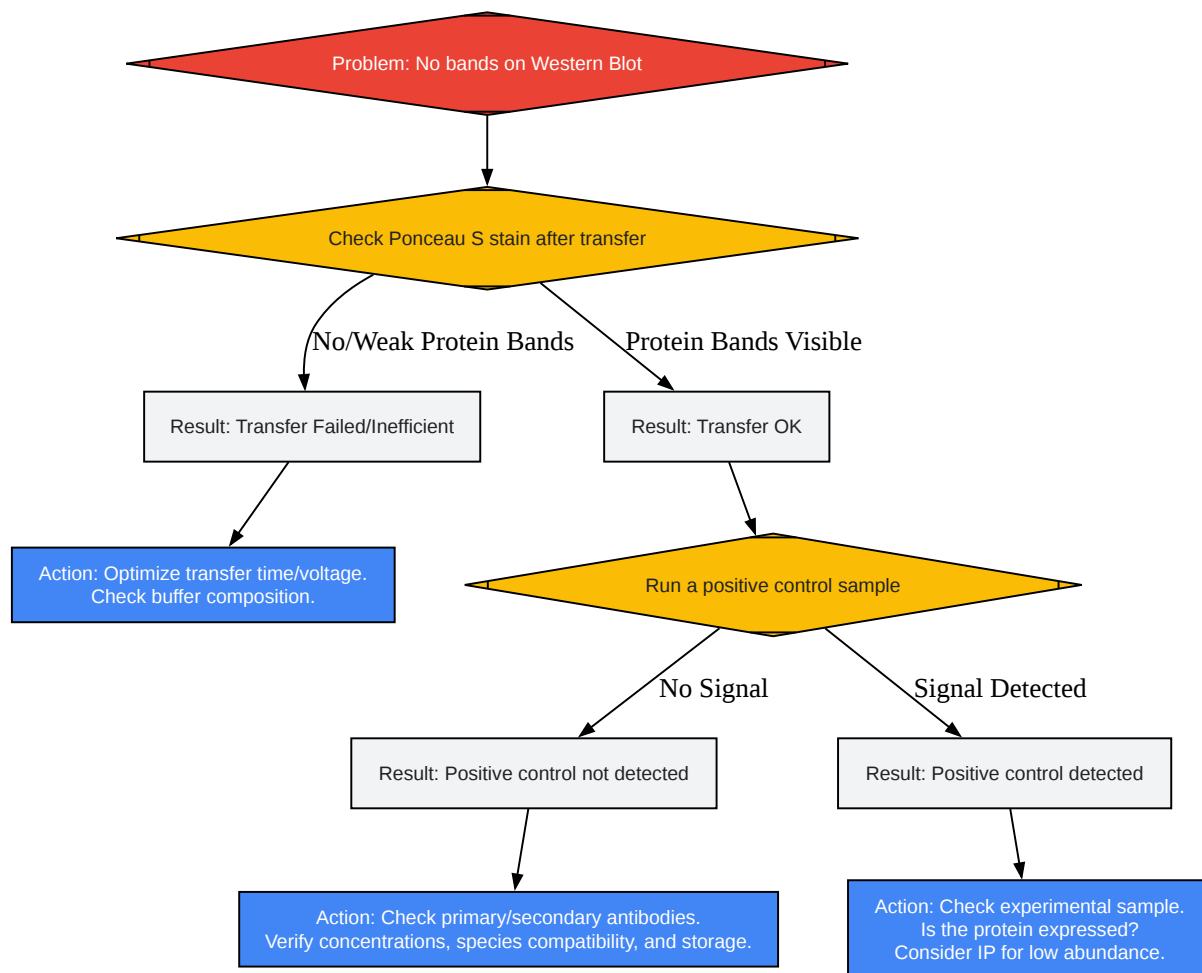 Problem: No bands on Western Blot
Check Ponceau S stain after transfer
No/Weak Protein Bands
Protein Bands Visible
Result: Transfer Failed/Inefficient
Result: Transfer OK
Action: Optimize transfer time/voltage.
Check buffer composition.
Run a positive control sample
No Signal
Signal Detected
Result: Positive control not detected
Result: Positive control detected
Action: Check primary/secondary antibodies.
Verify concentrations, species compatibility, and storage.
Action: Check experimental sample.
Is the protein expressed?
Consider IP for low abundance.